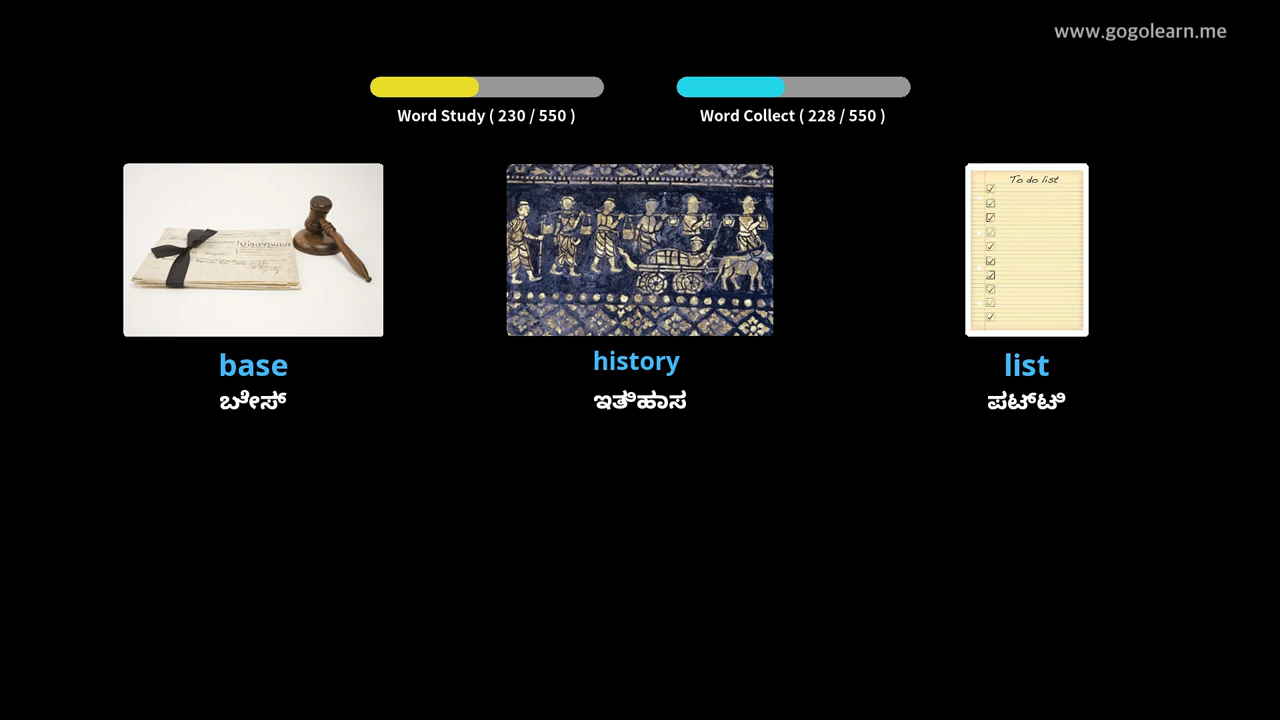 www.gogolearn.me
Word Study ( 230 / 550 )
Word Collect ( 228 / 550 )
To do list
base
history
list
ಬೇಸ್
ಇತಿಹಾಸ
ಪಟ್ಟಿ